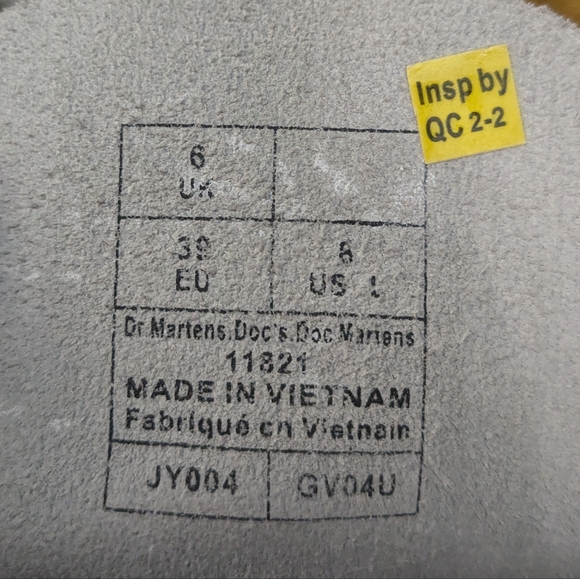 Insp by
QC 2-2
6
UK
39
EU
8
US L
Dr Martens.Doc's.Doc Martens
11821
MADE IN VIETNAM
Fabriqué en Vietnam
JY004
GV04U